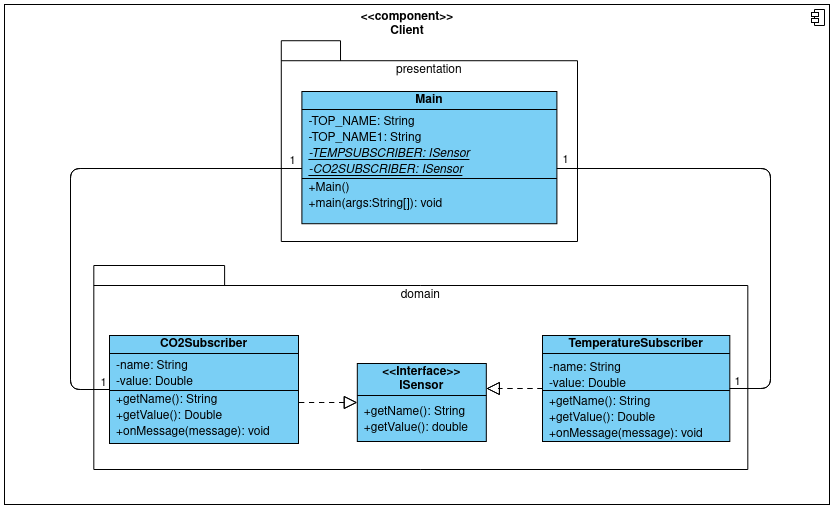 <<component>>
Client
presentation
Main
-TOP_NAME: String
-TOP_NAME1: String
-TEMPSUBSCRIBER: ISensor
-CO2SUBSCRIBER: ISensor
+Main()
+main(args:String[]): void
1
1
domain
CO2Subscriber
-name: String
-value: Double
+getName(): String
+getValue(): Double
+onMessage(message): void
1
<<Interface>>
ISensor
+getName(): String
+getValue(): double
TemperatureSubscriber
-name: String
-value: Double
+getName(): String
+getValue(): Double
+onMessage(message): void
1